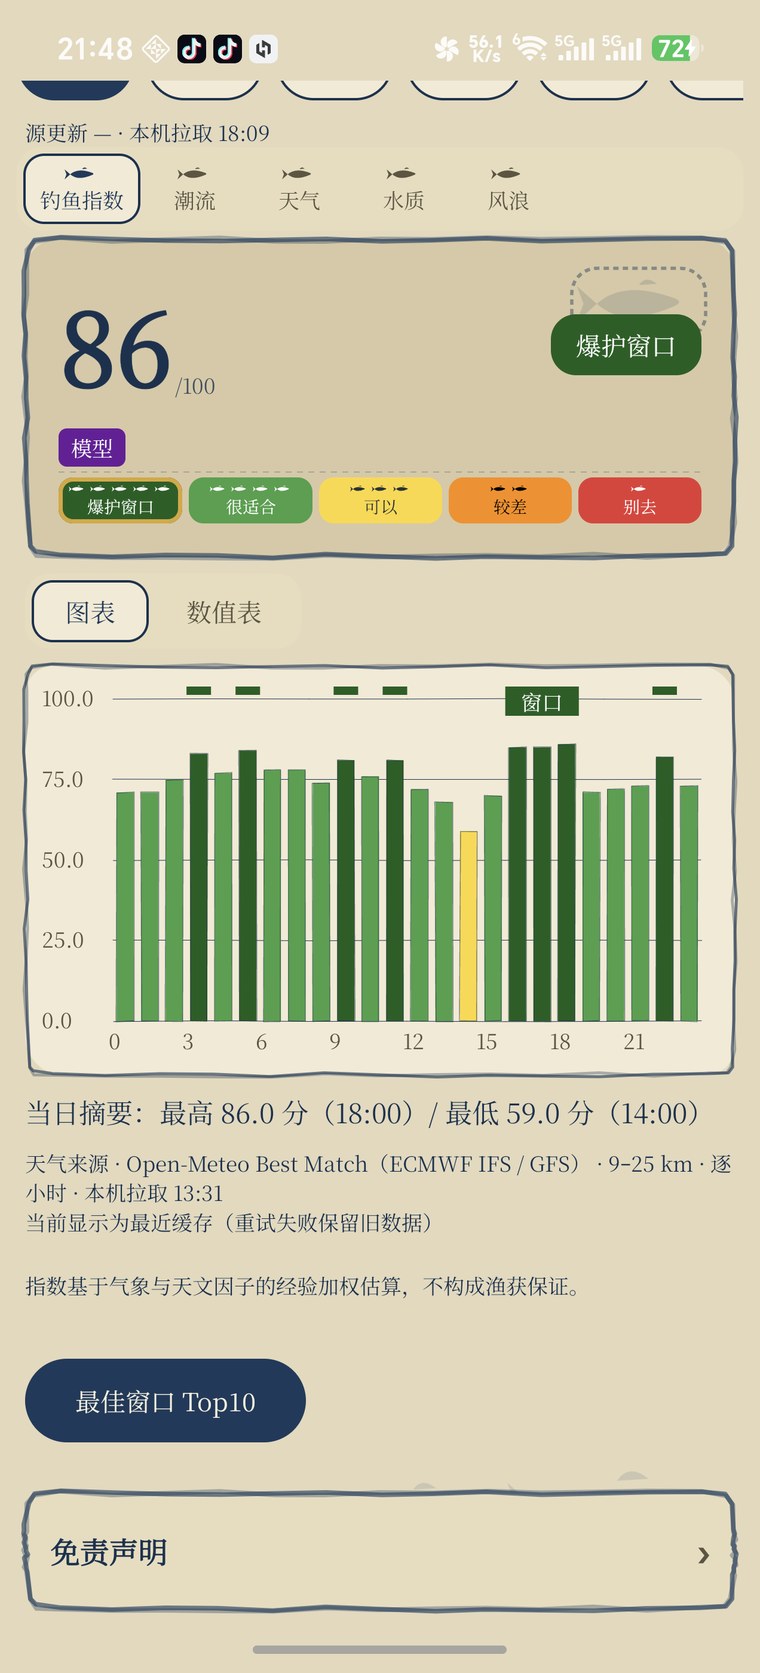 21:48
56.1 K/s
6
5G
5G
72
源更新 — · 本机拉取 18:09
钓鱼指数
潮流
天气
水质
风浪
86/100
爆护窗口
模型
爆护窗口
很适合
可以
较差
别去
图表
数值表
100.0
窗口
75.0
50.0
25.0
0.0
0 3 6 9 12 15 18 21
当日摘要：最高 86.0 分（18:00）/ 最低 59.0 分（14:00）
天气来源 · Open-Meteo Best Match（ECMWF IFS / GFS） · 9–25 km · 逐
小时 · 本机拉取 13:31
当前显示为最近缓存（重试失败保留旧数据）
指数基于气象与天文因子的经验加权估算，不构成渔获保证。
最佳窗口 Top10
免责声明
›